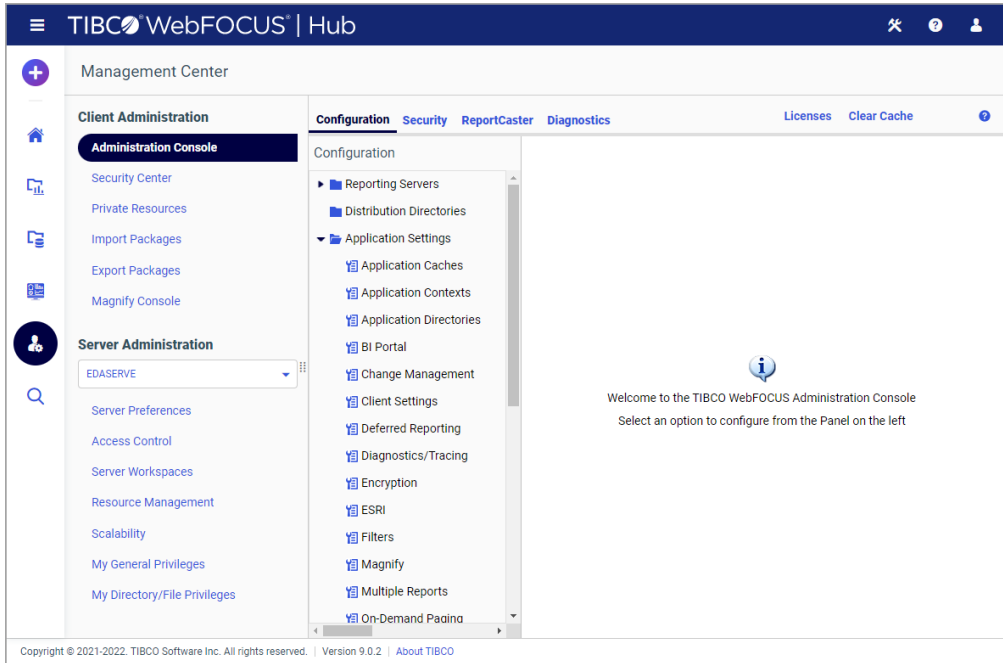 TIBCO® WebFOCUS® | Hub
Management Center
Client Administration
Administration Console
Security Center
Private Resources
Import Packages
Export Packages
Magnify Console
Server Administration
EDASERVE
Server Preferences
Access Control
Server Workspaces
Resource Management
Scalability
My General Privileges
My Directory/File Privileges
Configuration Security ReportCaster Diagnostics Licenses Clear Cache
Configuration
Reporting Servers
Distribution Directories
Application Settings
Application Caches
Application Contexts
Application Directories
BI Portal
Change Management
Client Settings
Deferred Reporting
Diagnostics/Tracing
Encryption
ESRI
Filters
Magnify
Multiple Reports
On-Demand Paging
Welcome to the TIBCO WebFOCUS Administration Console
Select an option to configure from the Panel on the left
Copyright © 2021-2022. TIBCO Software Inc. All rights reserved. | Version 9.0.2 | About TIBCO